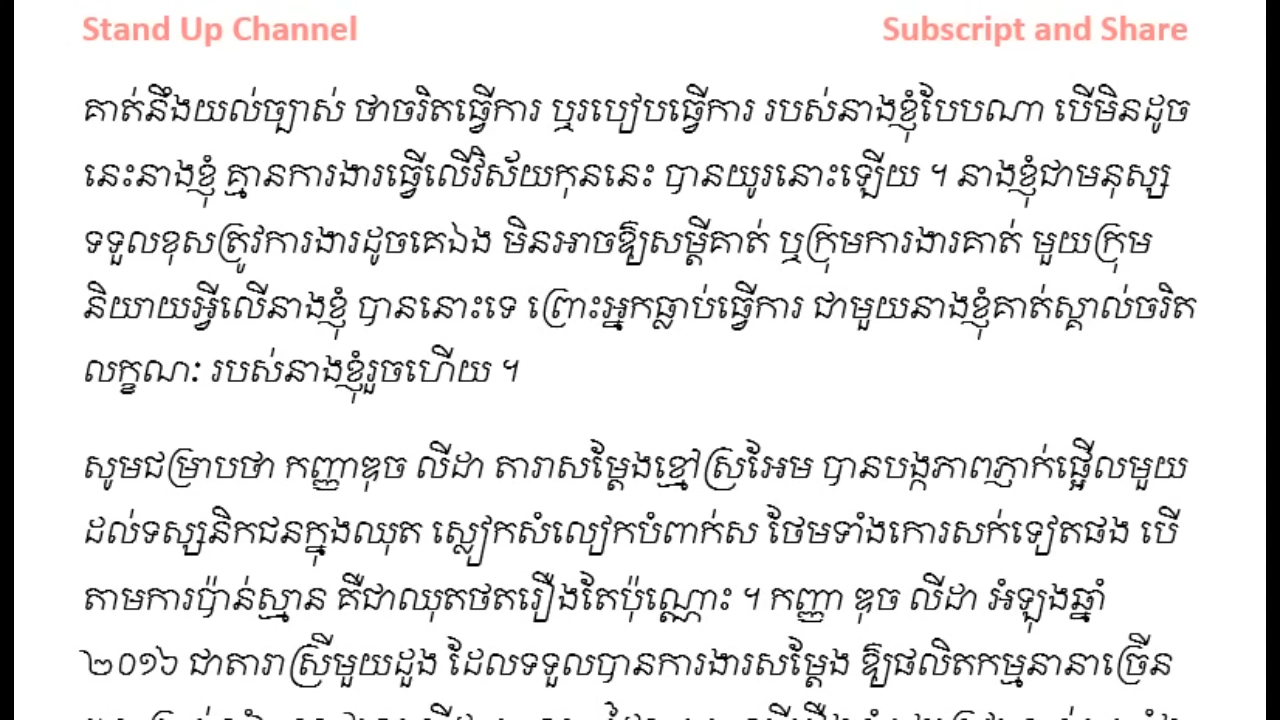 Stand Up Channel Subscript and Share
គាត់នឹងយល់ច្បាស់ ថាចរិតធ្វើការ ឬរបៀបធ្វើការ របស់នាងខ្ញុំបែបណា បើមិនដូច
នេះនាងខ្ញុំ គ្មានការងារធ្វើលើវិស័យកុននេះ បានយូរនោះឡើយ ។ នាងខ្ញុំជាមនុស្ស
ទទួលខុសត្រូវការងារដូចគេឯង មិនអាចឱ្យសម្ដីគាត់ ឬក្រុមការងារគាត់ មួយក្រុម
និយាយអ្វីលើនាងខ្ញុំ បាននោះទេ ព្រោះអ្នកធ្លាប់ធ្វើការ ជាមួយនាងខ្ញុំគាត់ស្គាល់ចរិត
លក្ខណៈ របស់នាងខ្ញុំរួចហើយ ។
សូមជម្រាបថា កញ្ញាឌុច លីដា តារាសម្ដែងខ្មៅស្រអែម បានបង្កភាពភ្ញាក់ផ្អើលមួយ
ដល់ទស្សនិកជនក្នុងឈុត ស្លៀកសំលៀកបំពាក់ស ថែមទាំងកោរសក់ទៀតផង បើ
តាមការប៉ាន់ស្មាន គឺជាឈុតថតរឿងតែប៉ុណ្ណោះ ។ កញ្ញា ឌុច លីដា អំឡុងឆ្នាំ
២០១៦ ជាតារាស្រីមួយដួង ដែលទទួលបានការងារសម្ដែង ឱ្យផលិតកម្មនានាច្រើន